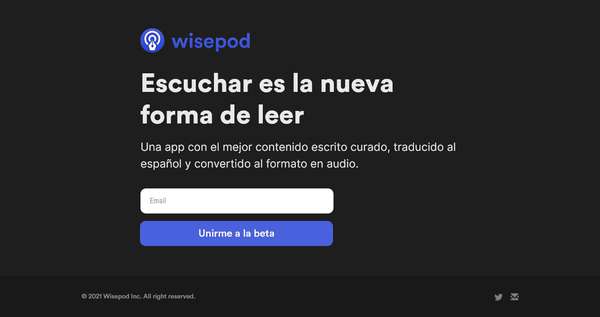 wisepod
Escuchar es la nueva
forma de leer
Una app con el mejor contenido escrito curado, traducido al
español y convertido al formato en audio.
Email
Unirme a la beta
© 2021 Wisepod Inc. All right reserved.